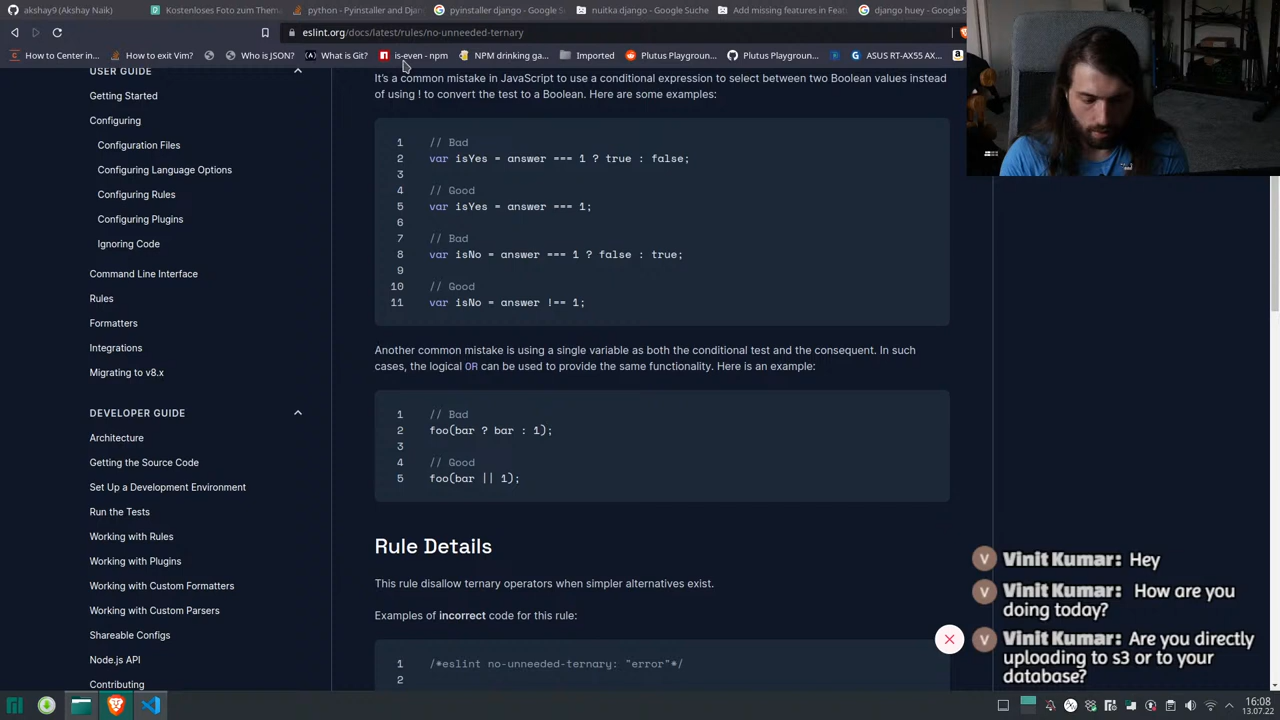 akshay9 (Akshay Naik)
Kostenloses Foto zum Them
python - Pyinstaller and Djang
pyinstaller django - Google S
nuitka django - Google Suche
Add missing features in Feat
django huey - Google S
eslint.org/docs/latest/rules/no-unneeded-ternary
How to Center in...
How to exit Vim?
Who is JSON?
What is Git?
is-even - npm
NPM drinking ga...
Imported
Plutus Playgroun...
Plutus Playgroun...
ASUS RT-AX55 AX...
USER GUIDE
Getting Started
Configuring
Configuration Files
Configuring Language Options
Configuring Rules
Configuring Plugins
Ignoring Code
Command Line Interface
Rules
Formatters
Integrations
Migrating to v8.x
DEVELOPER GUIDE
Architecture
Getting the Source Code
Set Up a Development Environment
Run the Tests
Working with Rules
Working with Plugins
Working with Custom Formatters
Working with Custom Parsers
Shareable Configs
Node.js API
Contributing
It's a common mistake in JavaScript to use a conditional expression to select between two Boolean values instead
of using ! to convert the test to a Boolean. Here are some examples:
1 // Bad
2 var isYes = answer === 1 ? true : false;
3
4 // Good
5 var isYes = answer === 1;
6
7 // Bad
8 var isNo = answer === 1 ? false : true;
9
10 // Good
11 var isNo = answer !== 1;
Another common mistake is using a single variable as both the conditional test and the consequent. In such
cases, the logical OR can be used to provide the same functionality. Here is an example:
1 // Bad
2 foo(bar ? bar : 1);
3
4 // Good
5 foo(bar || 1);
Rule Details
This rule disallow ternary operators when simpler alternatives exist.
Examples of incorrect code for this rule:
1 /*eslint no-unneeded-ternary: "error"*/
2
V Vinit Kumar: Hey
V Vinit Kumar: How are you
doing today?
V Vinit Kumar: Are you directly
uploading to s3 or to your
database?
16:08
13.07.22